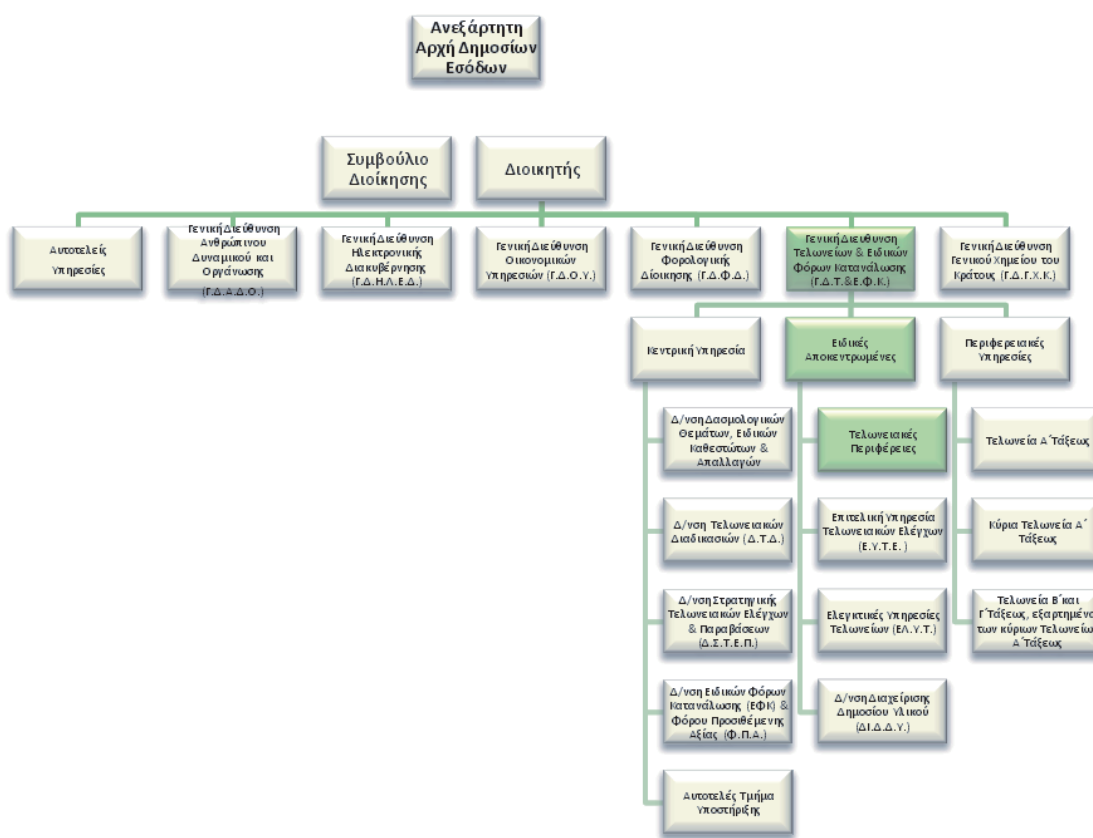 Ανεξάρτητη
Αρχή Δημοσίων
Εσόδων
Συμβούλιο
Διοίκησης
Διοικητής
Αυτοτελείς
Υπηρεσίες
Γενική Διεύθυνση
Ανθρώπινου
Δυναμικού και
Οργάνωσης
(Γ.Δ.Α.Δ.Ο.)
Γενική Διεύθυνση
Ηλεκτρονικής
Διακυβέρνησης
(Γ.Δ.Η.Λ.Ε.Δ.)
Γενική Διεύθυνση
Οικονομικών
Υπηρεσιών (Γ.Δ.Ο.Υ.)
Γενική Διεύθυνση
Φορολογικής
Δίοικησης (Γ.Δ.Φ.Δ.)
Γενική Διευθυνση
Τελωνείων & Ειδικών
Φόρων Κατανάλωσης
(Γ.Δ.Τ.&Ε.Φ.Κ.)
Γενική Διεύθυνση
Γενικού Χημείου του
Κράτους (Γ.Δ.Γ.Χ.Κ.)
Κεντρική Υπηρεσία
Ειδικές
Αποκεντρωμένες
Περιφερειακές
Υπηρεσίες
Δ/νση Δασμολογικών
Θεμάτων, Ειδικών
Καθεστώτων &
Απαλλαγών
Δ/νση Τελωνειακών
Διαδικασιών (Δ.Τ.Δ.)
Δ/νση Στρατηγικής
Τελωνειακών Ελέγχων
& Παραβάσεων
(Δ.Σ.Τ.Ε.Π.)
Δ/νση Ειδικών Φόρων
Κατανάλωσης (ΕΦΚ) &
Φόρου Προσιθέμενης
Αξίας (Φ.Π.Α.)
Αυτοτελές Τμήμα
Υποστήριξης
Τελωνειακές
Περιφέρειες
Επιτελική Υπηρεσία
Τελωνειακών Ελέγχων
(Ε.Υ.Τ.Ε.)
Ελεγκτικές Υπηρεσίες
Τελωνείων (ΕΛ.Υ.Τ.)
Δ/νση Διαχείρισης
Δημοσίου Υλικού
(ΔΙ.Δ.Δ.Υ.)
Τελωνεία Α΄Τάξεως
Κύρια Τελωνεία Α΄
Τάξεως
Τελωνεία Β΄και
Γ΄Τάξεως, εξαρτημένα
των κύριων Τελωνείων
Α΄Τάξεως